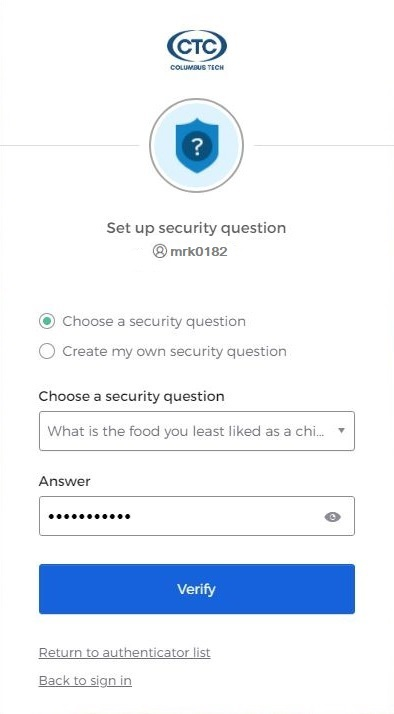 CTC
COLUMBUS TECH
?
Set up security question
mrk0182
Choose a security question
Create my own security question
Choose a security question
What is the food you least liked as a chi...
Answer
•••••••••••
Verify
Return to authenticator list
Back to sign in